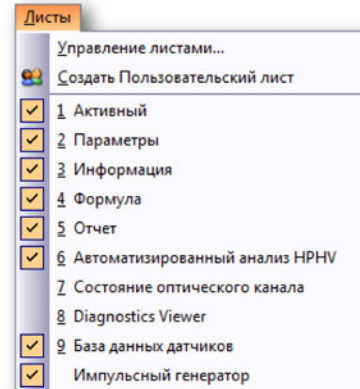 Листы
Управление листами...
Создать Пользовательский лист
1 Активный
2 Параметры
3 Информация
4 Формула
5 Отчет
6 Автоматизированный анализ HPHV
7 Состояние оптического канала
8 Diagnostics Viewer
9 База данных датчиков
Импульсный генератор